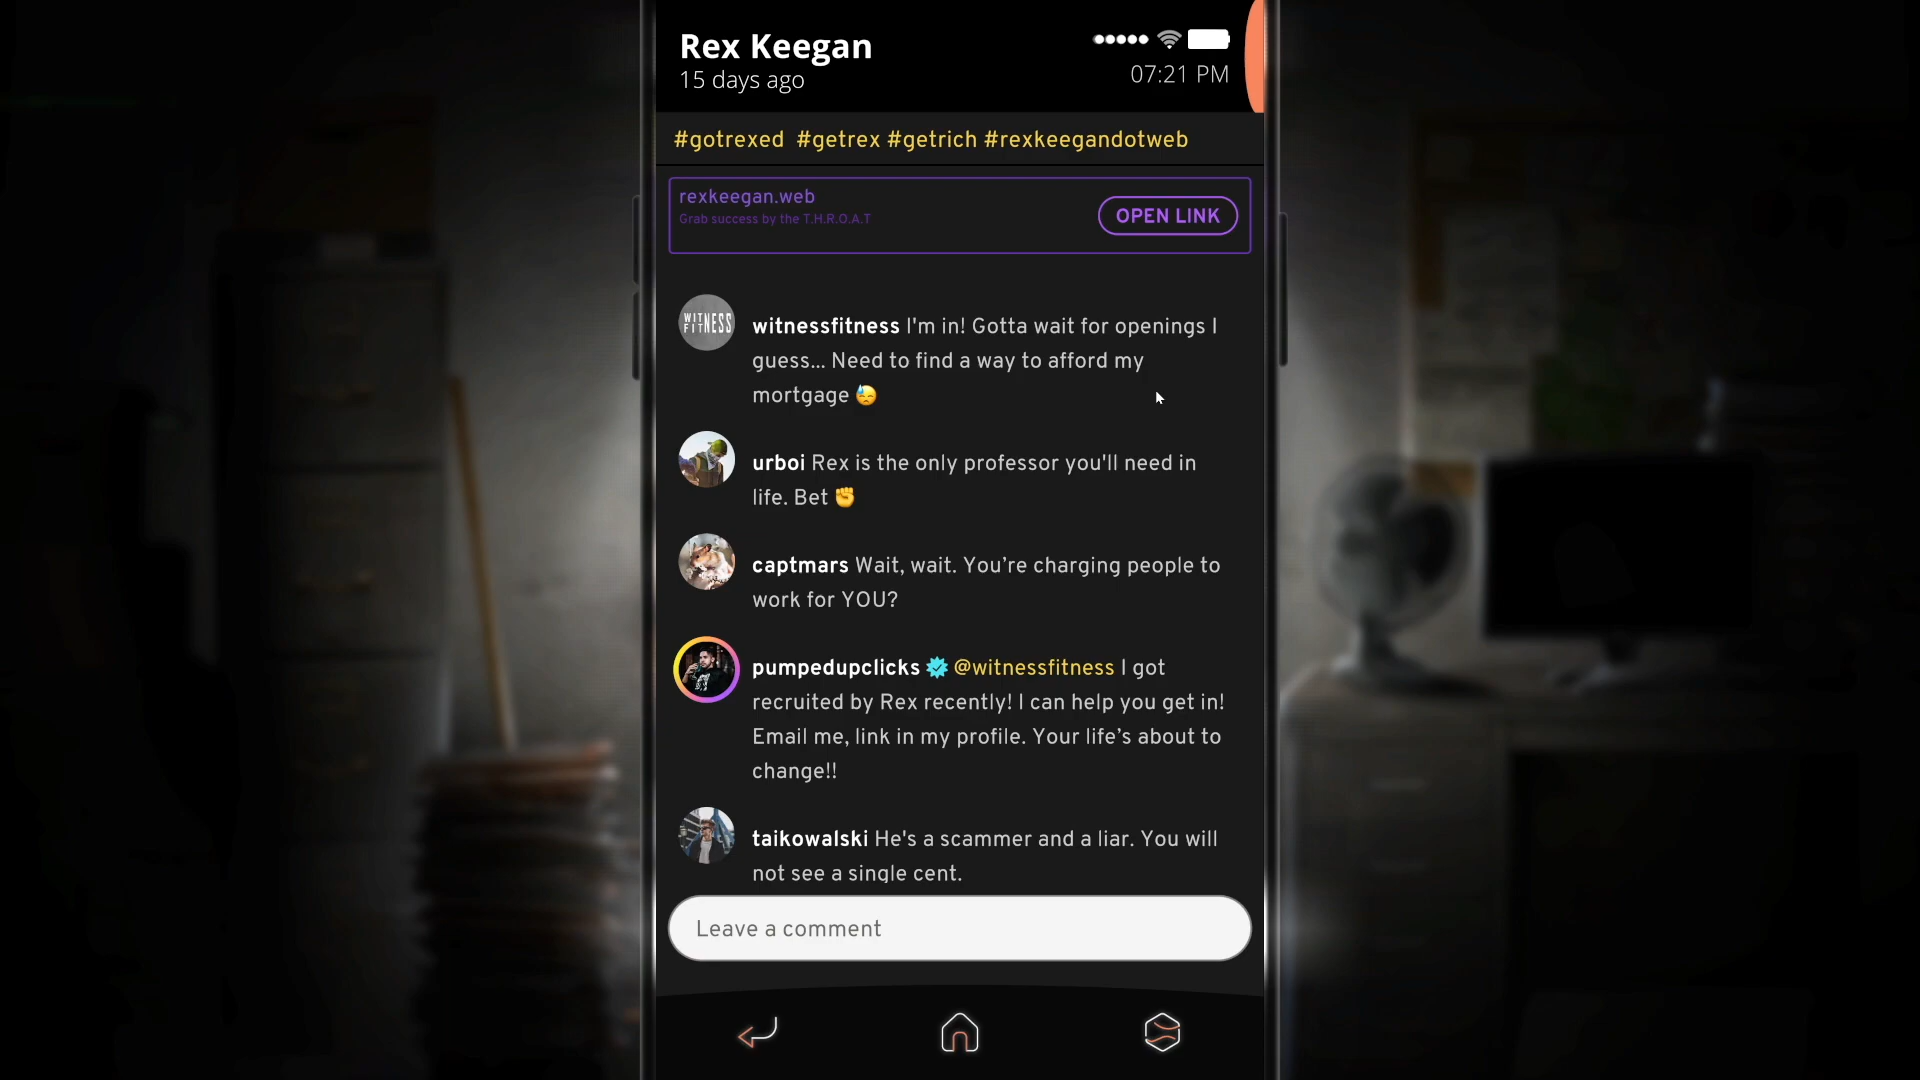 Rex Keegan
15 days ago
07:21 PM
#gotrexed #getrex #getrich #rexkeegandotweb
rexkeegan.web
Grab success by the T.H.R.O.A.T
OPEN LINK
WITNESS
FITNESS
witnessfitness I'm in! Gotta wait for openings I
guess... Need to find a way to afford my
mortgage 😓
urboi Rex is the only professor you'll need in
life. Bet ✊
captmars Wait, wait. You’re charging people to
work for YOU?
pumpedupclicks @witnessfitness I got
recruited by Rex recently! I can help you get in!
Email me, link in my profile. Your life’s about to
change!!
taikowalski He's a scammer and a liar. You will
not see a single cent.
Leave a comment